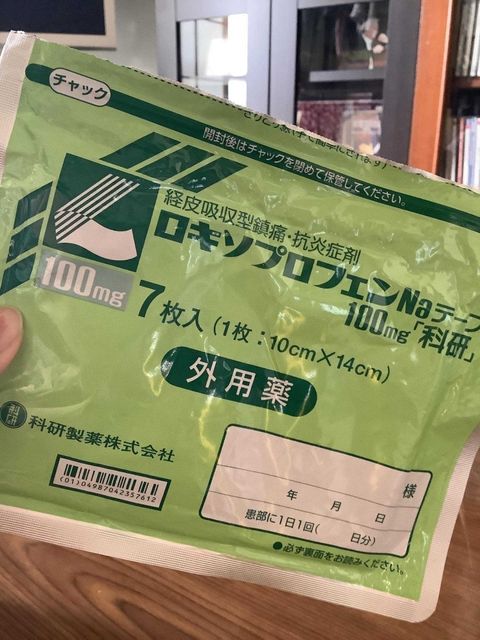 チャック
開封後はチャックを閉めて保管してください。
経皮吸収型鎮痛・抗炎症剤
ロキソプロフェンNaテープ
100mg「科研」
100mg
7枚入(1枚:10cm×14cm)
外用薬
科研製薬株式会社
(01)04987042357612
様
年 月 日
患部に1日1回( 日分)
●必ず裏面をお読みください。